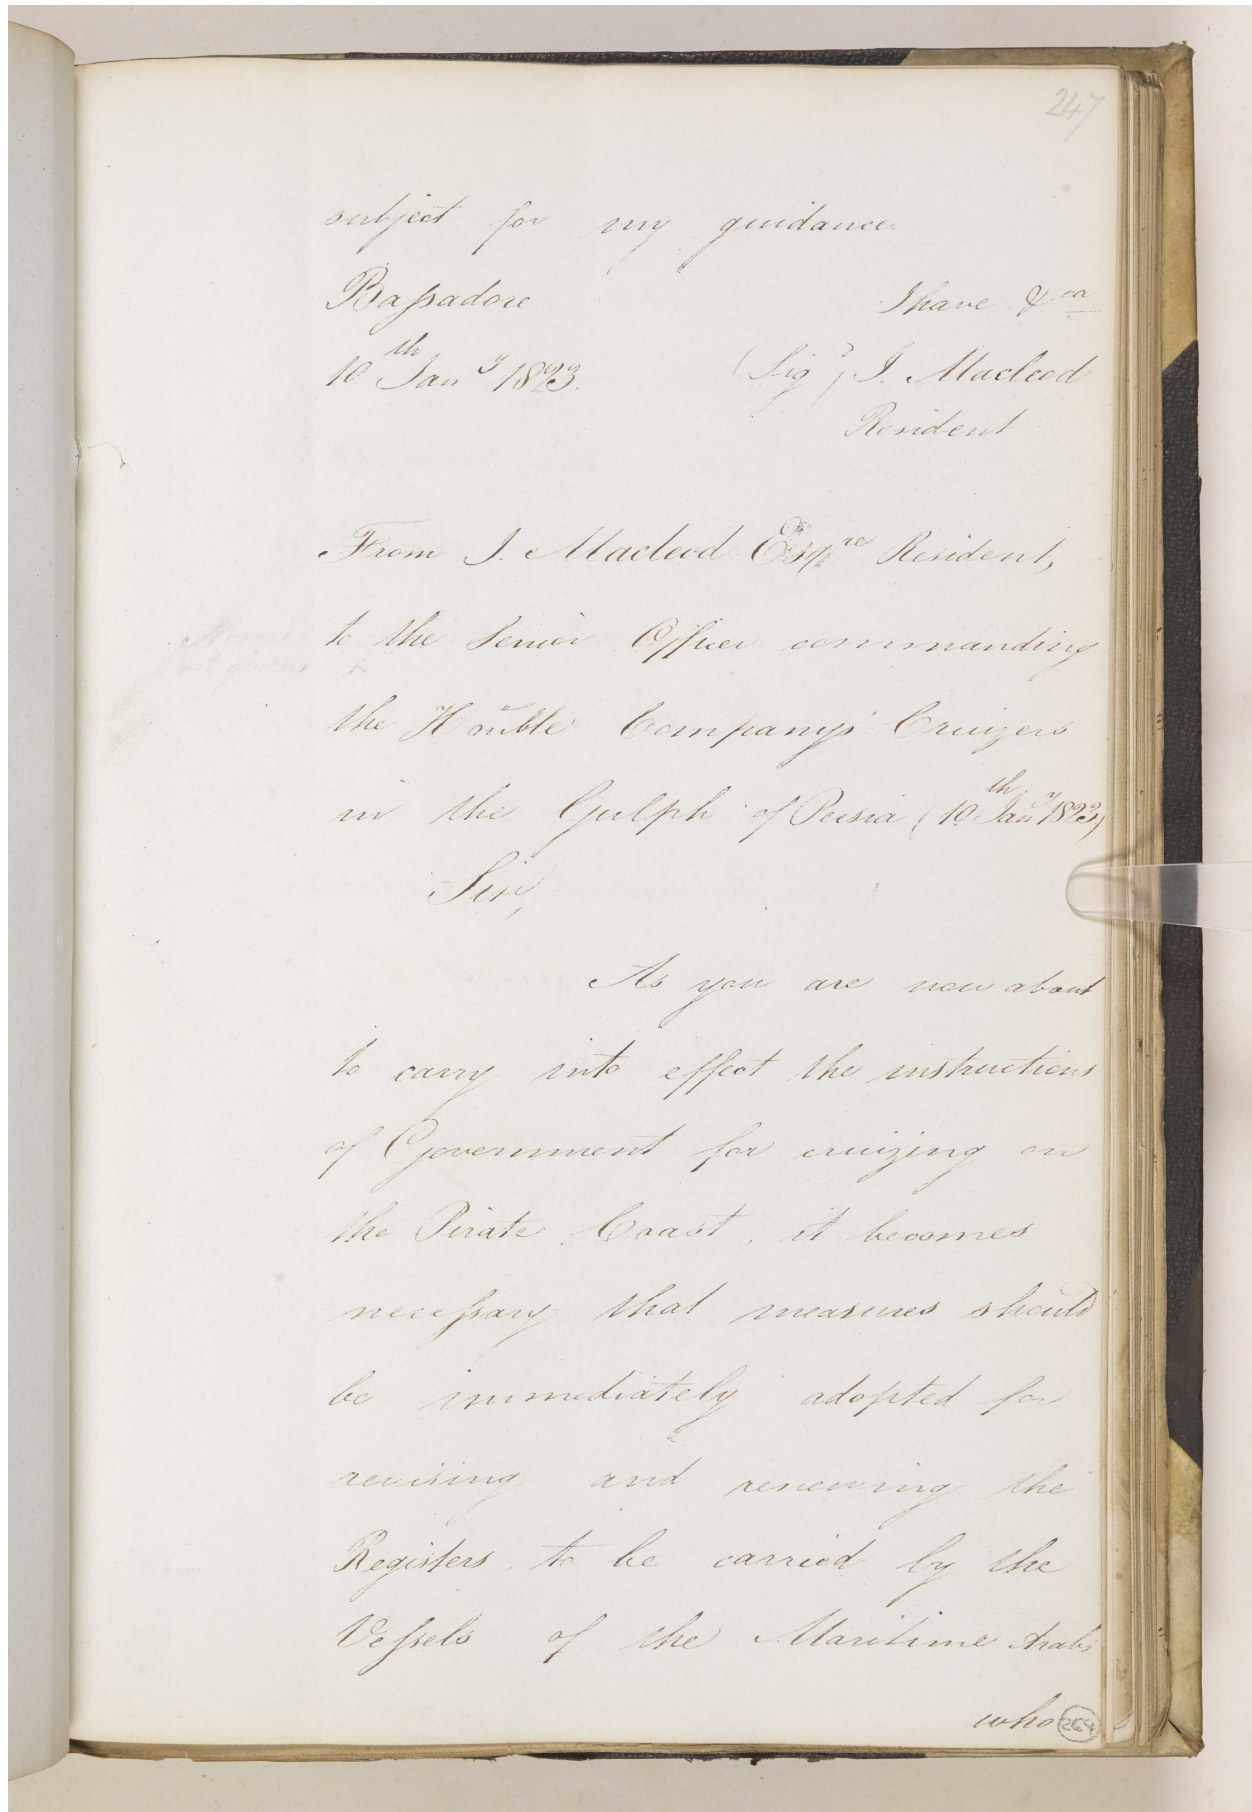 247
subject for my guidance.
Bassadore I have &ca
10th Jany 1823. (Sigd) J. Macleod
Resident
From J. Macleod Esqre Resident,
to the Senior Officer commanding
the Honble Company's Cruizers
in the Gulph of Persia (10th Jany 1823)
Sir,
As you are now about
to carry into effect the instructions
of Government for cruizing on
the Pirate Coast, it becomes
necessary that measures should
be immediately adopted for
revising and renewing the
Registers, to be carried by the
Vessels of the Maritime Arabs
who
264